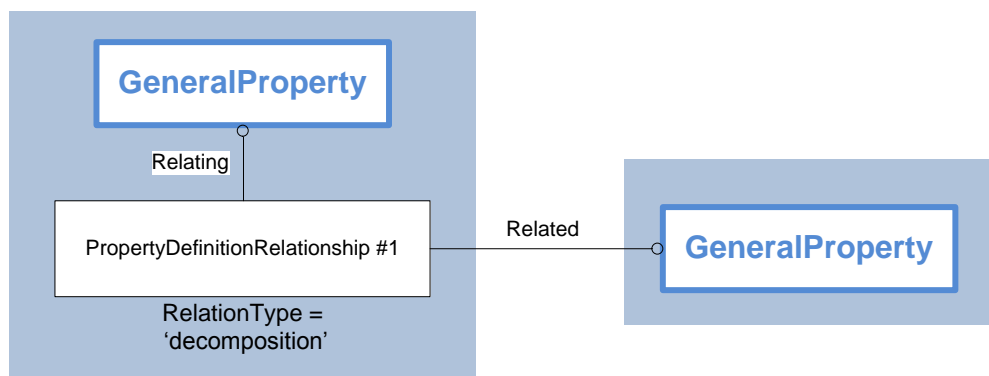 GeneralProperty
Relating
PropertyDefinitionRelationship #1
RelationType =
‘decomposition’
Related
GeneralProperty